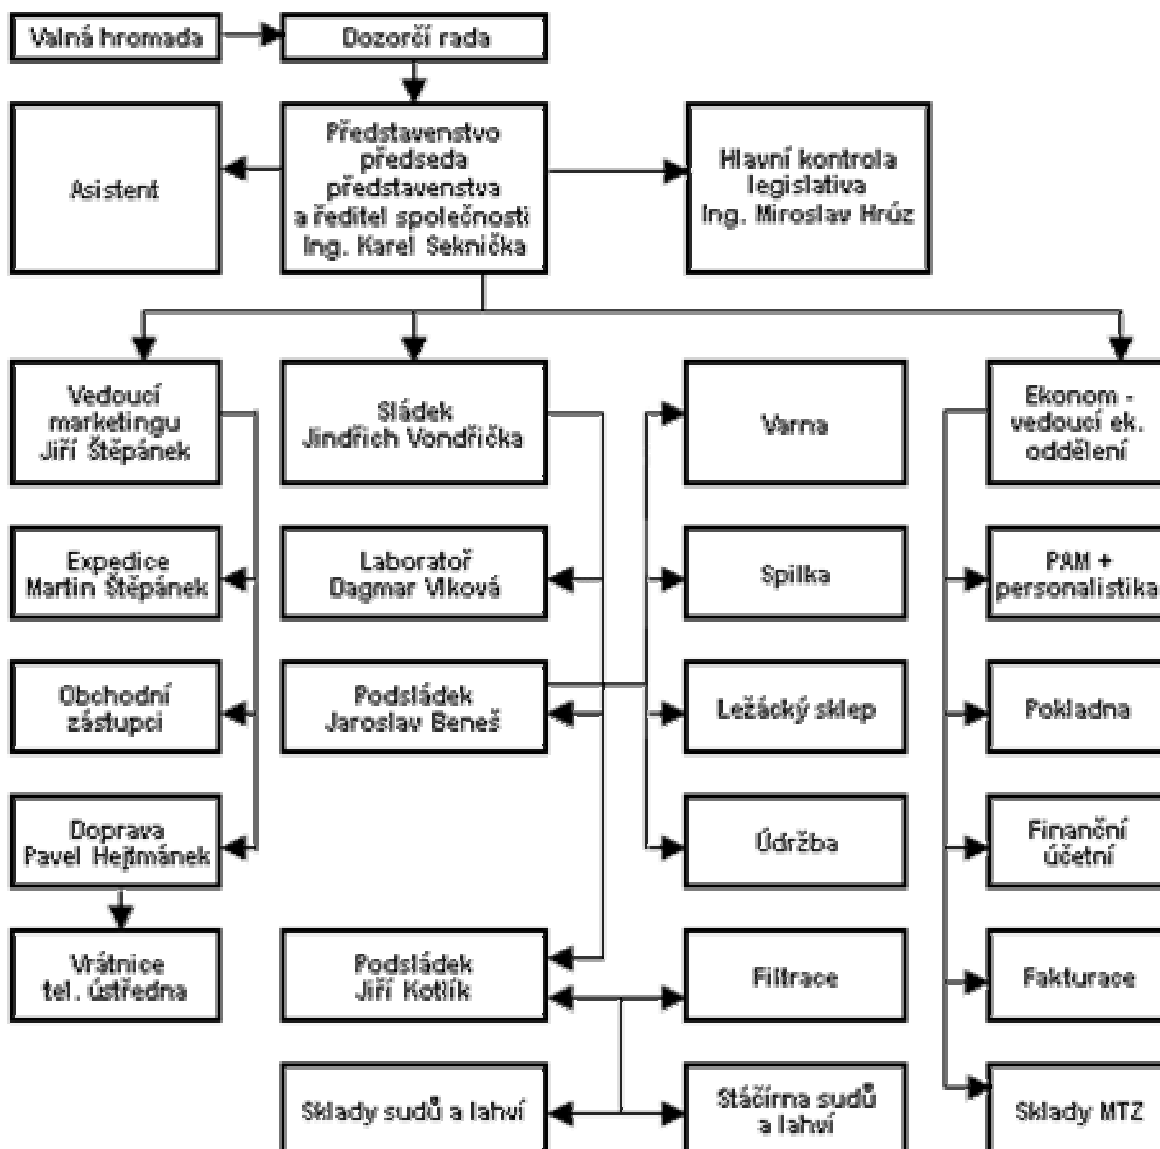 Valná hromada
Dozorčí rada
Asistent
Představenstvo
předseda
představenstva
a ředitel společnosti
Ing. Karel Seknička
Hlavní kontrola
legislativa
Ing. Miroslav Hrúz
Vedoucí
marketingu
Jiří Štěpánek
Sládek
Jindřich Vondřička
Varna
Ekonom -
vedoucí ek.
oddělení
Expedice
Martin Štěpánek
Laboratoř
Dagmar Vlková
Spilka
PAM +
personalistika
Obchodní
zástupci
Podsládek
Jaroslav Beneš
Ležácký sklep
Pokladna
Doprava
Pavel Heřmánek
Údržba
Finanční
účetní
Vrátnice
tel. ústředna
Podsládek
Jiří Kotlík
Filtrace
Fakturace
Sklady sudů a lahví
Stáčírna sudů
a lahví
Sklady MTZ